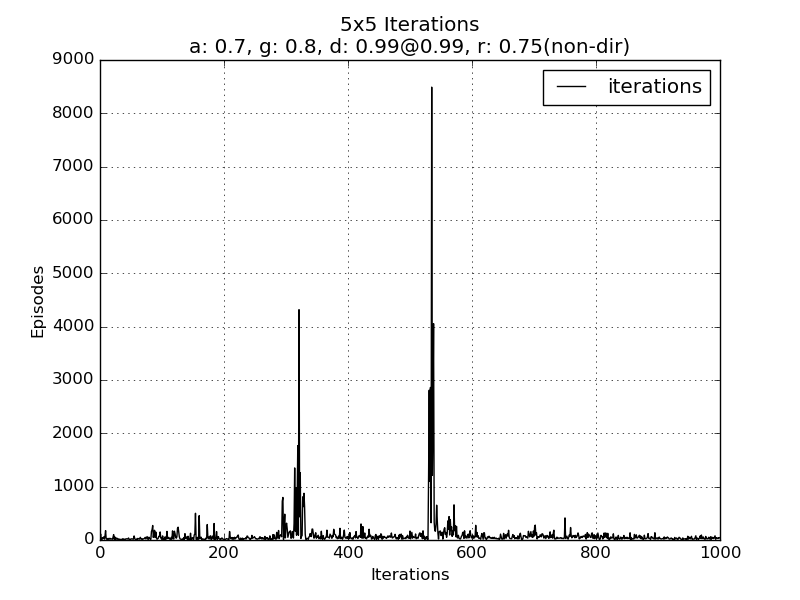 5x5 Iterations
a: 0.7, g: 0.8, d: 0.99@0.99, r: 0.75(non-dir)
9000
8000
7000
6000
5000
4000
3000
2000
1000
0
Episodes
iterations
0 200 400 600 800 1000
Iterations